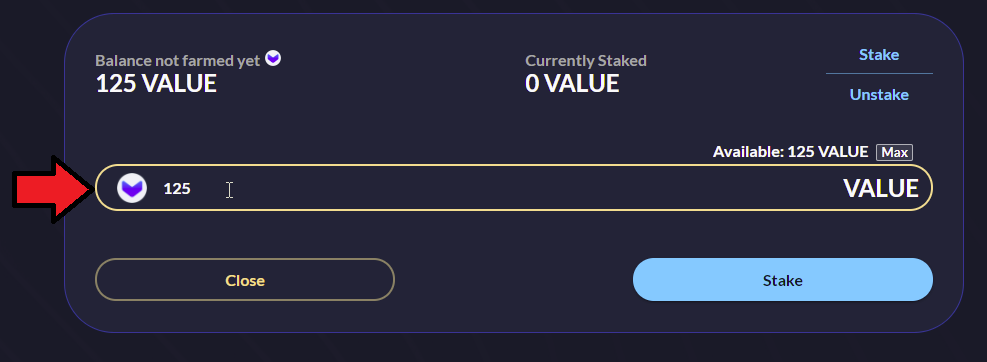 Balance not farmed yet
125 VALUE
Currently Staked
0 VALUE
Stake
Unstake
Available: 125 VALUE Max
125 VALUE
Close
Stake